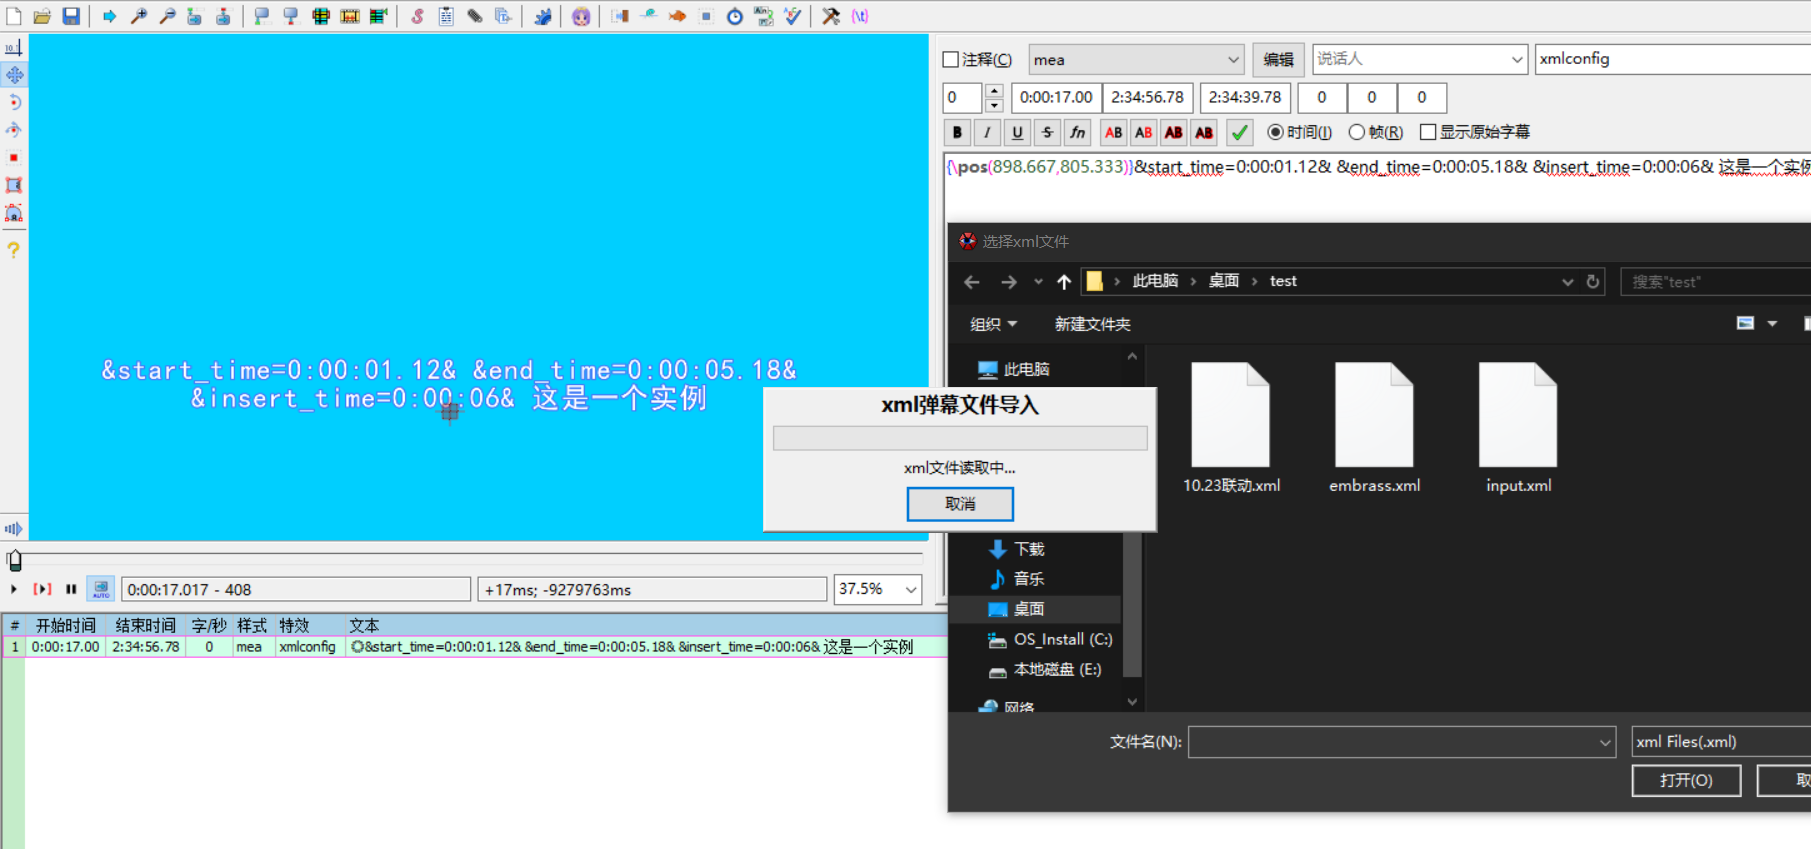 注释(C)
mea
编辑
说话人
xmlconfig
0
0:00:17.00
2:34:56.78
2:34:39.78
0
0
0
B
I
U
S
fn
AB
AB
AB
AB
时间(I)
帧(R)
显示原始字幕
{\pos(898.667,805.333)}&start_time=0:00:01.12& &end_time=0:00:05.18& &insert_time=0:00:06& 这是一个实例
&start_time=0:00:01.12& &end_time=0:00:05.18&
&insert_time=0:00:06& 这是一个实例
选择xml文件
此电脑
桌面
test
搜索"test"
组织
新建文件夹
此电脑
10.23联动.xml
embrass.xml
input.xml
xml弹幕文件导入
xml文件读取中...
取消
下载
音乐
桌面
OS_Install (C:)
本地磁盘 (E:)
网络
文件名(N):
xml Files(.xml)
打开(O)
取
AUTO
0:00:17.017 - 408
+17ms; -9279763ms
37.5%
# 开始时间 结束时间 字/秒 样式 特效 文本
1 0:00:17.00 2:34:56.78 0 mea xmlconfig &start_time=0:00:01.12& &end_time=0:00:05.18& &insert_time=0:00:06& 这是一个实例